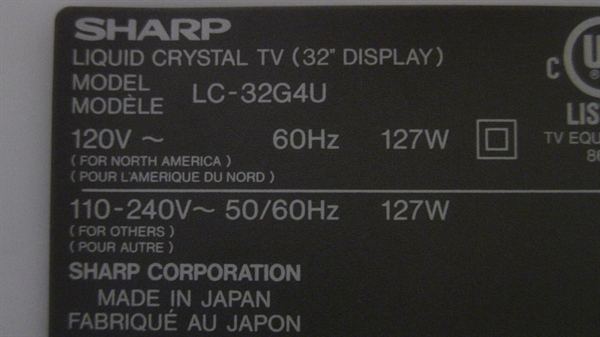 SHARP
LIQUID CRYSTAL TV (32" DISPLAY)
MODEL
MODÈLE LC-32G4U
120V ~ 60Hz 127W
(FOR NORTH AMERICA)
(POUR L'AMERIQUE DU NORD)
110-240V~ 50/60Hz 127W
(FOR OTHERS)
(POUR AUTRE)
SHARP CORPORATION
MADE IN JAPAN
FABRIQUÉ AU JAPON
C U
LIS
TV EQU
86